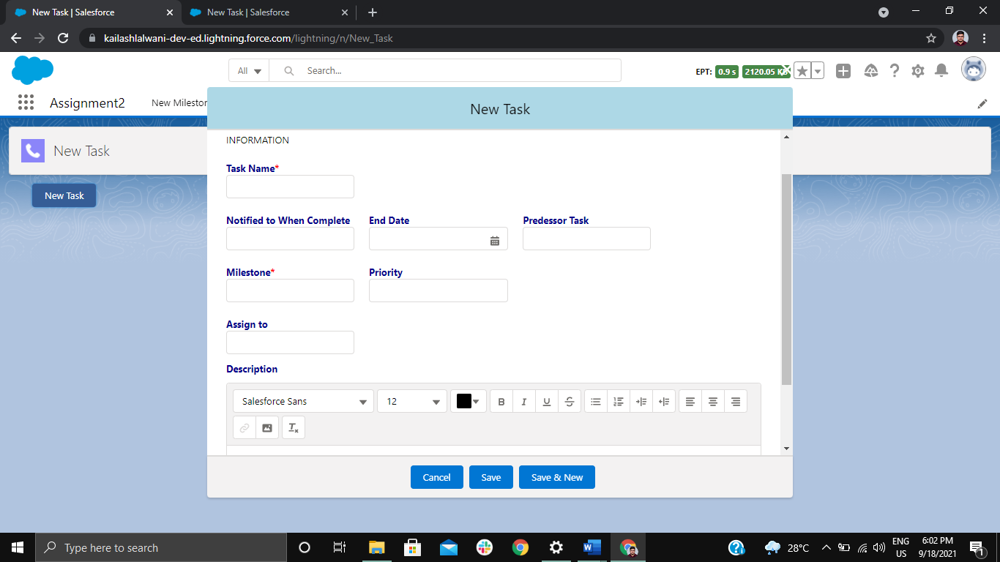 New Task | Salesforce
New Task | Salesforce
kailashlalwani-dev-ed.lightning.force.com/lightning/n/New_Task
All
Search...
EPT: 0.9 s 2120.05 KB
Assignment2
New Mileston
New Task
New Task
New Task
INFORMATION
Task Name*
Notified to When Complete
End Date
Predessor Task
Milestone*
Priority
Assign to
Description
Salesforce Sans
12
B I U S
Cancel
Save
Save & New
Type here to search
28°C
ENG
US
6:02 PM
9/18/2021
1